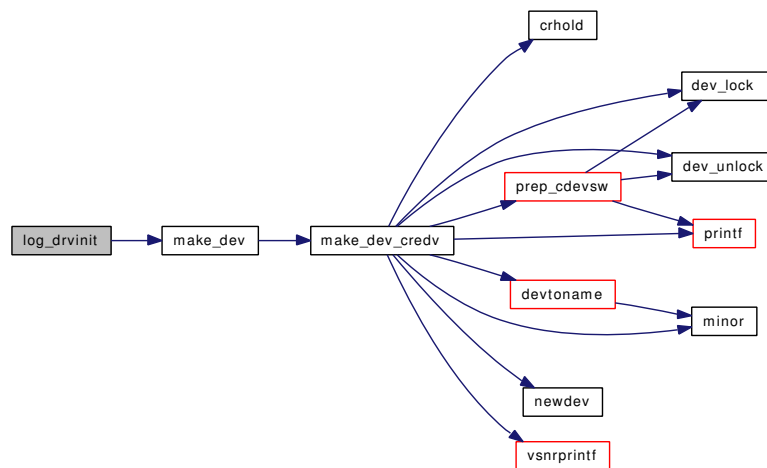 crhold
dev_lock
dev_unlock
prep_cdevsw
log_drvinit
make_dev
make_dev_credv
printf
devtoname
minor
newdev
vsnrprintf